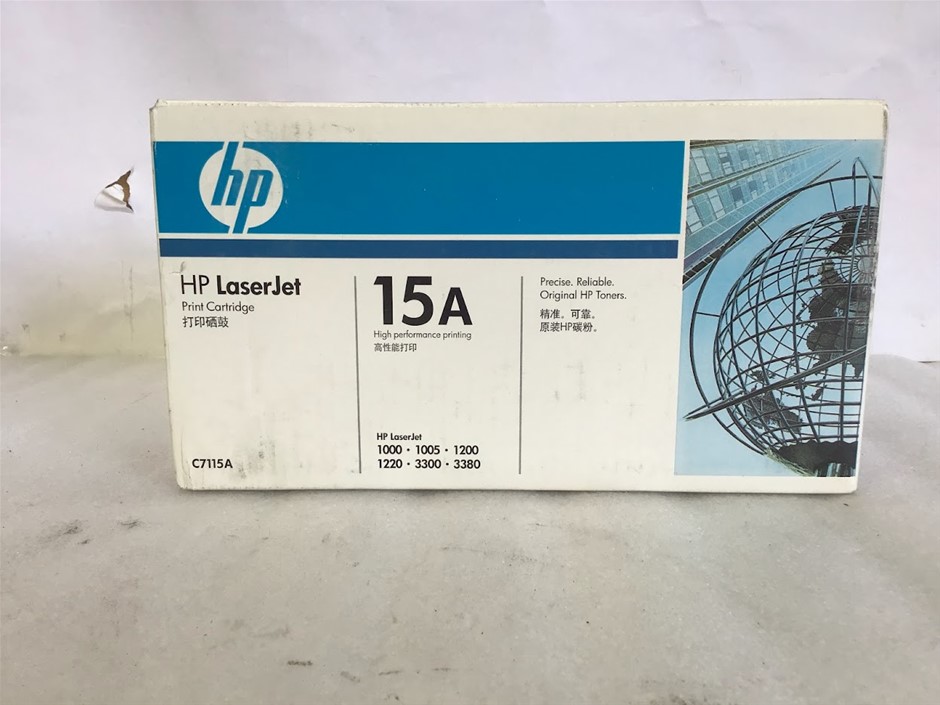 hp
HP LaserJet
Print Cartridge
打印硒鼓
C7115A
15A
High performance printing
高性能打印
HP LaserJet
1000 • 1005 • 1200
1220 • 3300 • 3380
Precise. Reliable.
Original HP Toners.
精准。可靠。
原装HP碳粉。